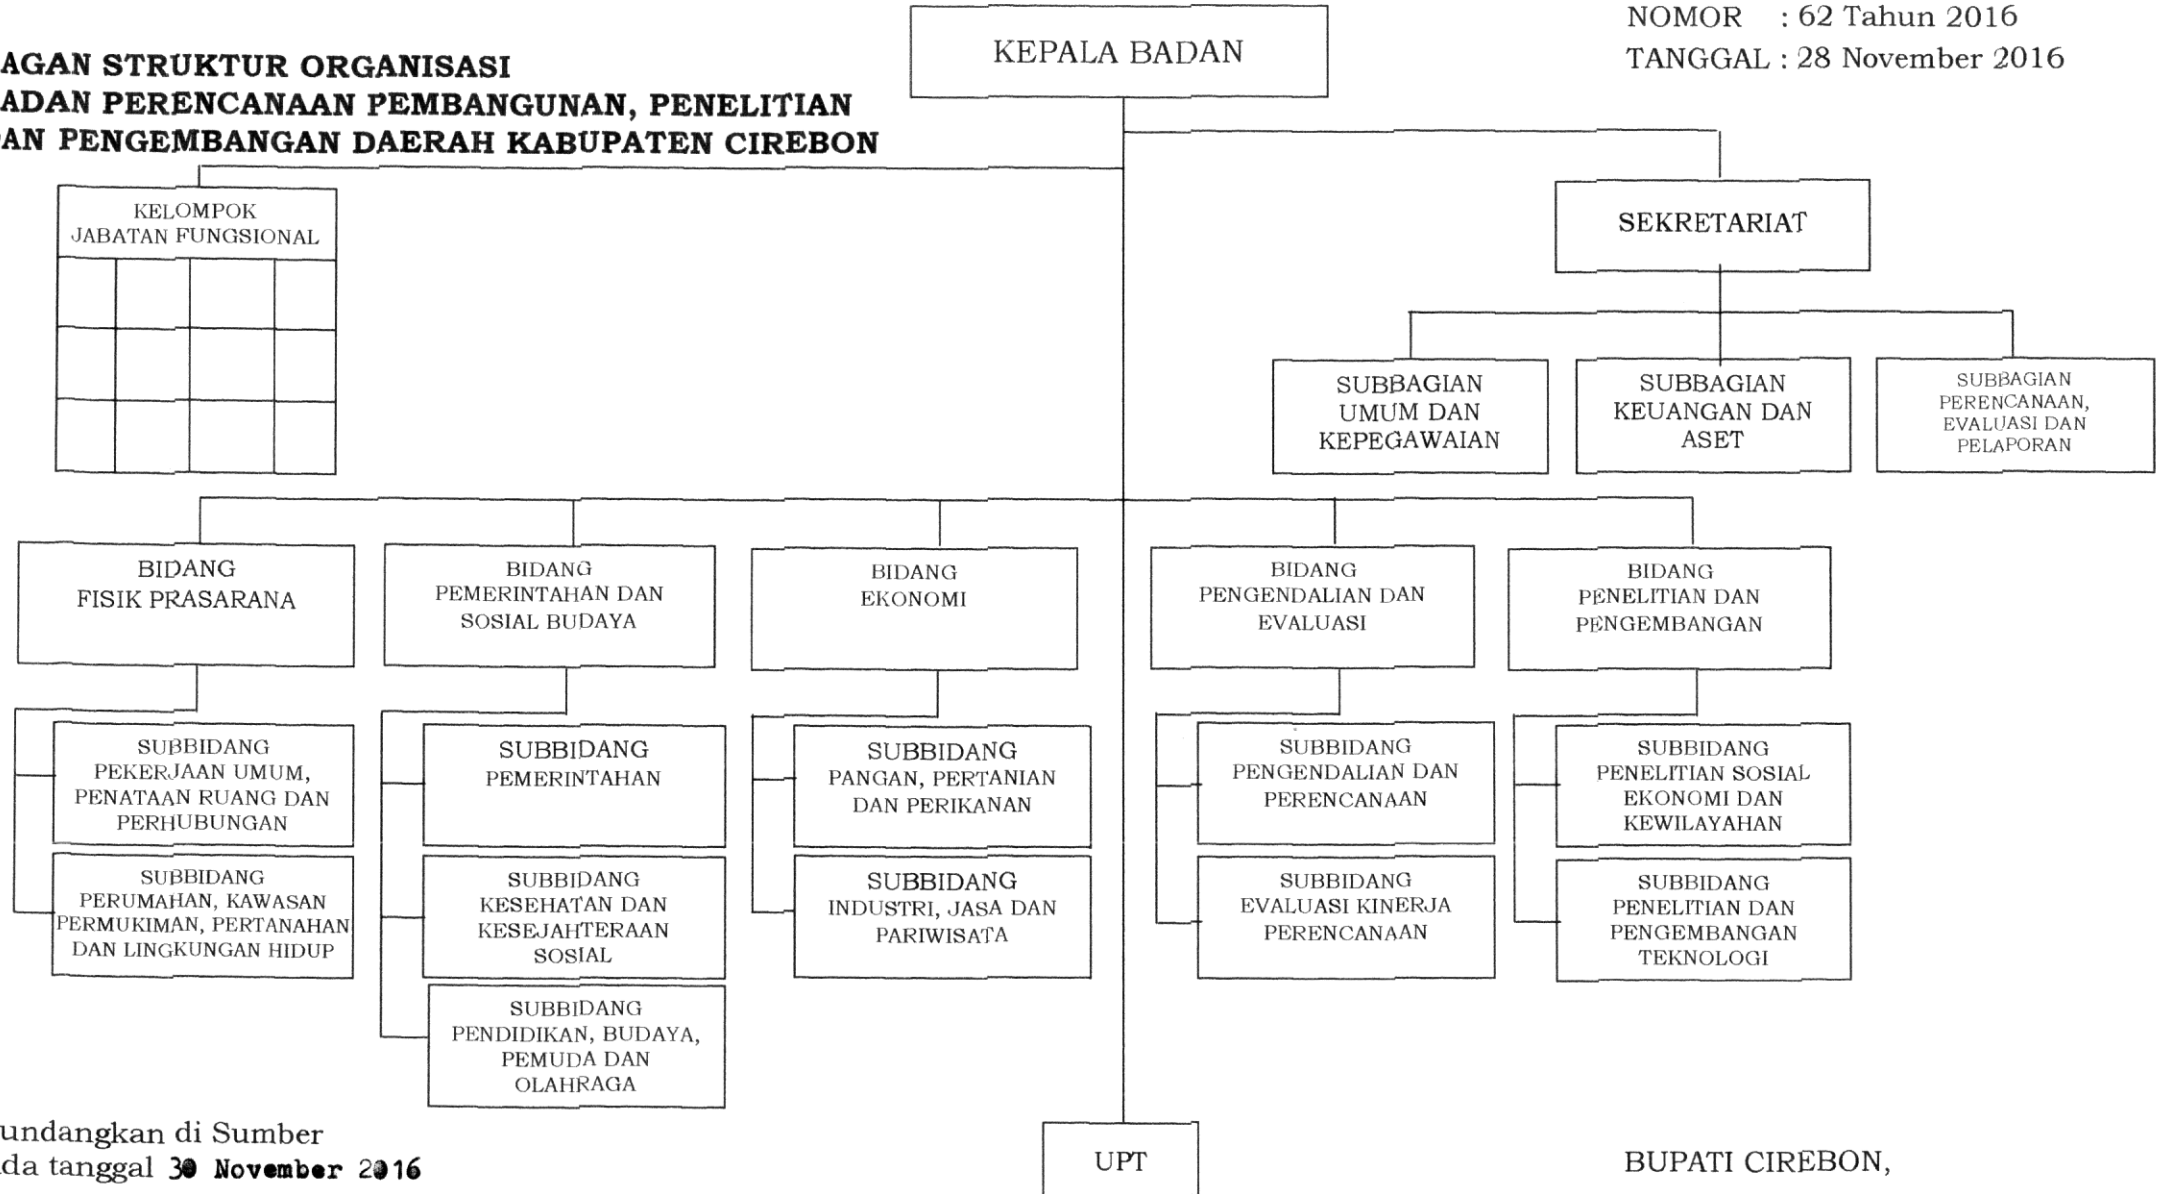 NOMOR : 62 Tahun 2016
TANGGAL : 28 November 2016
KEPALA BADAN
AGAN STRUKTUR ORGANISASI
ADAN PERENCANAAN PEMBANGUNAN, PENELITIAN
AN PENGEMBANGAN DAERAH KABUPATEN CIREBON
KELOMPOK
JABATAN FUNGSIONAL
SEKRETARIAT
SUBBAGIAN
UMUM DAN
KEPEGAWAIAN
SUBBAGIAN
KEUANGAN DAN
ASET
SUBBAGIAN
PERENCANAAN,
EVALUASI DAN
PELAPORAN
BIDANG
FISIK PRASARANA
BIDANG
PEMERINTAHAN DAN
SOSIAL BUDAYA
BIDANG
EKONOMI
BIDANG
PENGENDALIAN DAN
EVALUASI
BIDANG
PENELITIAN DAN
PENGEMBANGAN
SUBBIDANG
PEKERJAAN UMUM,
PENATAAN RUANG DAN
PERHUBUNGAN
SUBBIDANG
PERUMAHAN, KAWASAN
PERMUKIMAN, PERTANAHAN
DAN LINGKUNGAN HIDUP
SUBBIDANG
PEMERINTAHAN
SUBBIDANG
KESEHATAN DAN
KESEJAHTERAAN
SOSIAL
SUBBIDANG
PENDIDIKAN, BUDAYA,
PEMUDA DAN
OLAHRAGA
SUBBIDANG
PANGAN, PERTANIAN
DAN PERIKANAN
SUBBIDANG
INDUSTRI, JASA DAN
PARIWISATA
SUBBIDANG
PENGENDALIAN DAN
PERENCANAAN
SUBBIDANG
EVALUASI KINERJA
PERENCANAAN
SUBBIDANG
PENELITIAN SOSIAL
EKONOMI DAN
KEWILAYAHAN
SUBBIDANG
PENELITIAN DAN
PENGEMBANGAN
TEKNOLOGI
undangkan di Sumber
da tanggal 30 November 2016
UPT
BUPATI CIREBON,